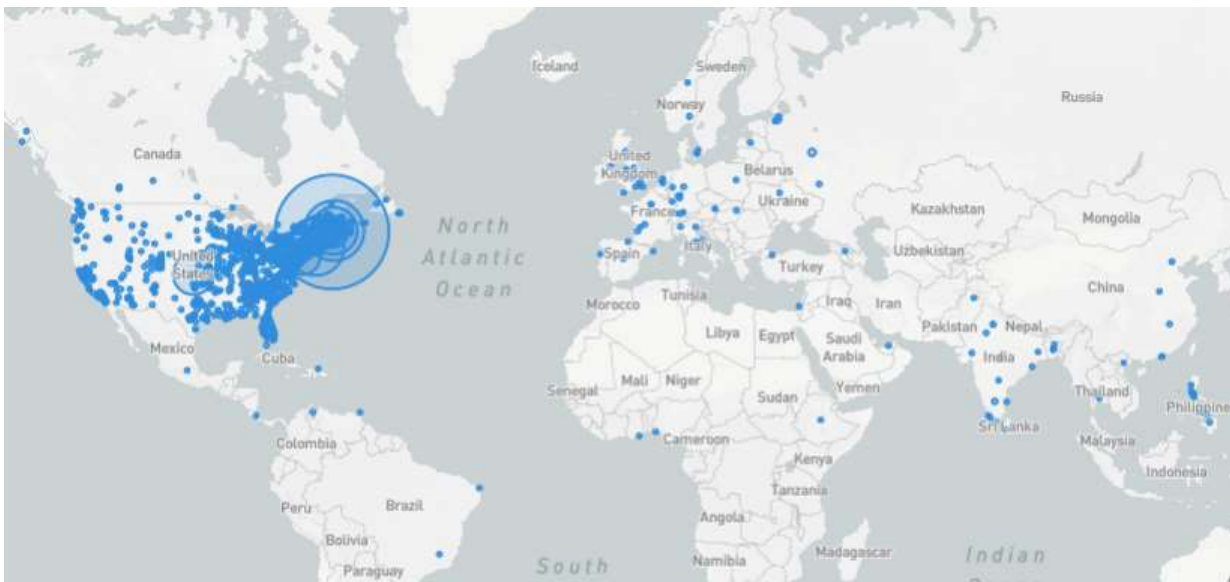 Iceland
Sweden
Norway
Russia
Canada
United
Kingdom
Belarus
North
Atlantic
Ocean
France
Ukraine
Kazakhstan
Mongolia
United
States
Spain
Italy
Uzbekistan
Turkey
China
Morocco
Tunisia
Iraq
Iran
Mexico
Cuba
Libya
Egypt
Pakistan
Nepal
Saudi
Arabia
India
Senegal
Mali
Niger
Sudan
Yemen
Thailand
Philippine
Colombia
Cameroon
Sri Lanka
Malaysia
Kenya
Indonesia
Peru
Brazil
Tanzania
Angola
Bolivia
Namibia
Madagascar
Indian
Paraguay
South